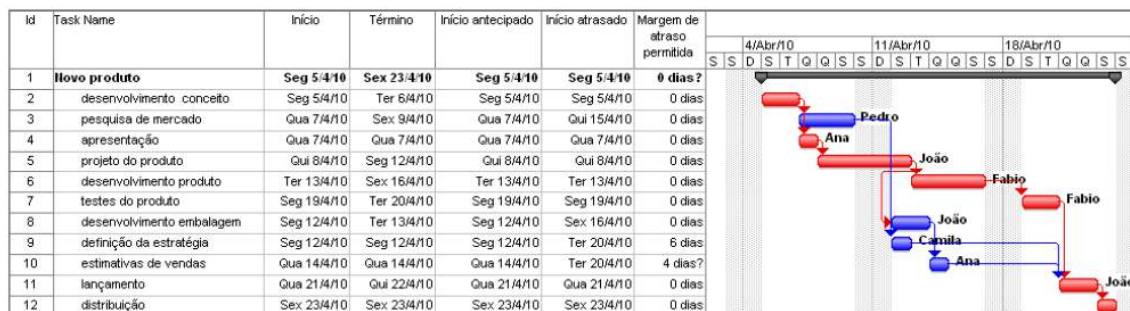 Id Task Name Início Término Início antecipado Início atrasado Margem de atraso permitida
4/Abr/10 11/Abr/10 18/Abr/10
S S D S T Q Q S S D S T Q Q S S D S T Q Q S
1 Novo produto Seg 5/4/10 Sex 23/4/10 Seg 5/4/10 Seg 5/4/10 0 dias?
2 desenvolvimento conceito Seg 5/4/10 Ter 6/4/10 Seg 5/4/10 Seg 5/4/10 0 dias
3 pesquisa de mercado Qua 7/4/10 Sex 9/4/10 Qua 7/4/10 Qui 15/4/10 0 dias Pedro
4 apresentação Qua 7/4/10 Qua 7/4/10 Qua 7/4/10 Qua 7/4/10 0 dias Ana
5 projeto do produto Qui 8/4/10 Seg 12/4/10 Qui 8/4/10 Qui 8/4/10 0 dias João
6 desenvolvimento produto Ter 13/4/10 Sex 16/4/10 Ter 13/4/10 Ter 13/4/10 0 dias Fabio
7 testes do produto Seg 19/4/10 Ter 20/4/10 Seg 19/4/10 Seg 19/4/10 0 dias Fabio
8 desenvolvimento embalagem Seg 12/4/10 Ter 13/4/10 Seg 12/4/10 Sex 16/4/10 0 dias João
9 definição da estratégia Seg 12/4/10 Seg 12/4/10 Seg 12/4/10 Ter 20/4/10 6 dias Camila
10 estimativas de vendas Qua 14/4/10 Qua 14/4/10 Qua 14/4/10 Ter 20/4/10 4 dias? Ana
11 lançamento Qua 21/4/10 Qui 22/4/10 Qua 21/4/10 Qua 21/4/10 0 dias João
12 distribuição Sex 23/4/10 Sex 23/4/10 Sex 23/4/10 Sex 23/4/10 0 dias